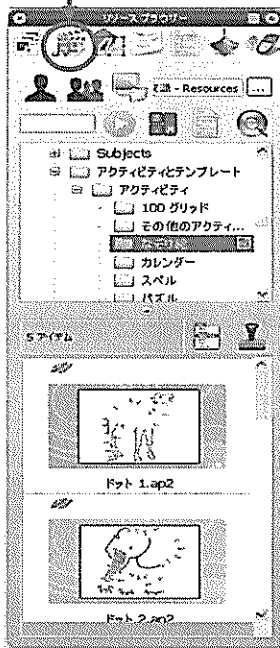 リソース ブラウザー
- Resources
...
Subjects
アクティビティとテンプレート
アクティビティ
100 グリッド
その他のアクティ...
カレンダー
スペル
パズル
5 アイテム
ドット 1.ap2
ドット 2.ap2